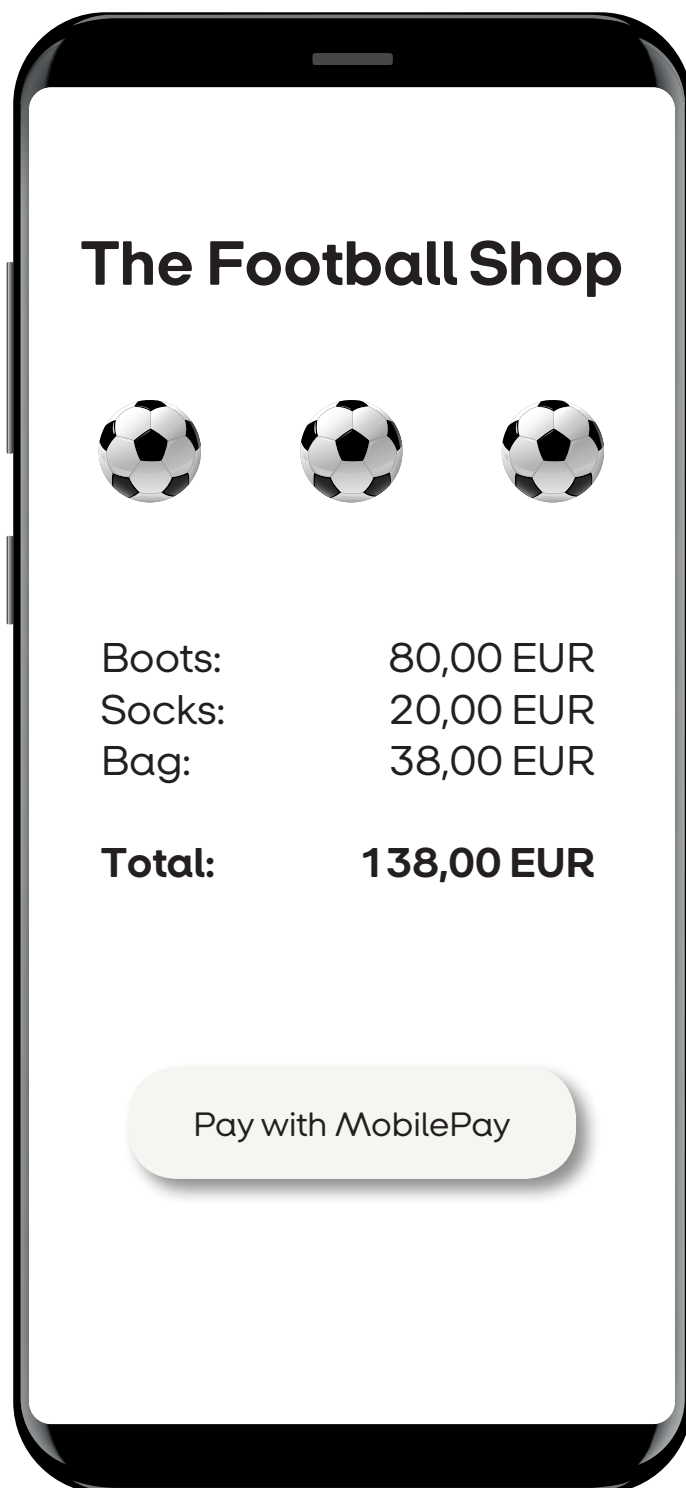 The Football Shop
Boots: 80,00 EUR
Socks: 20,00 EUR
Bag: 38,00 EUR
Total: 138,00 EUR
Pay with MobilePay